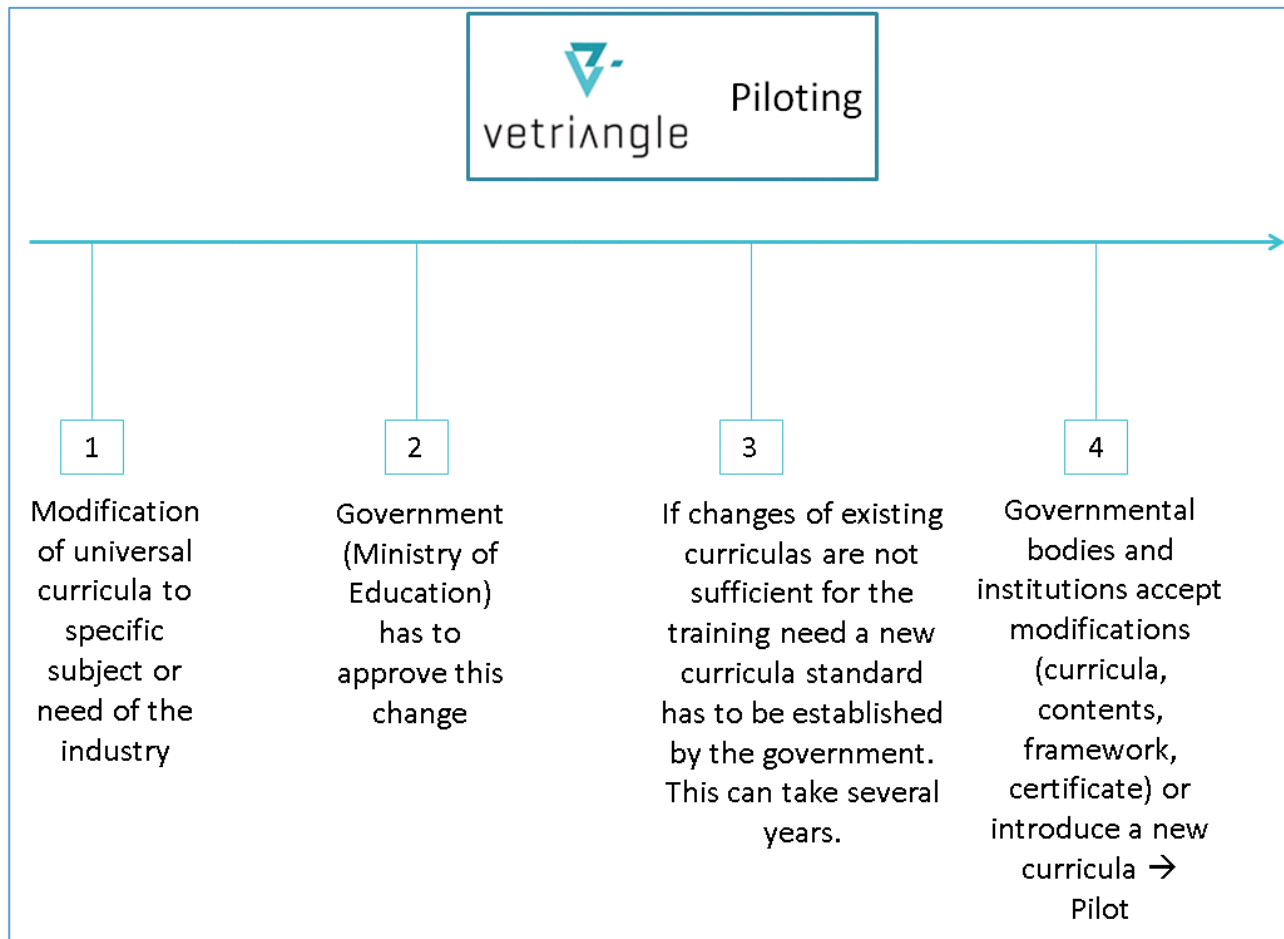 vetriangle
Piloting
1
Modification
of universal
curricula to
specific
subject or
need of the
industry
2
Government
(Ministry of
Education)
has to
approve this
change
3
If changes of existing
curriculas are not
sufficient for the
training need a new
curricula standard
has to be established
by the government.
This can take several
years.
4
Governmental
bodies and
institutions accept
modifications
(curricula,
contents,
framework,
certificate) or
introduce a new
curricula →
Pilot